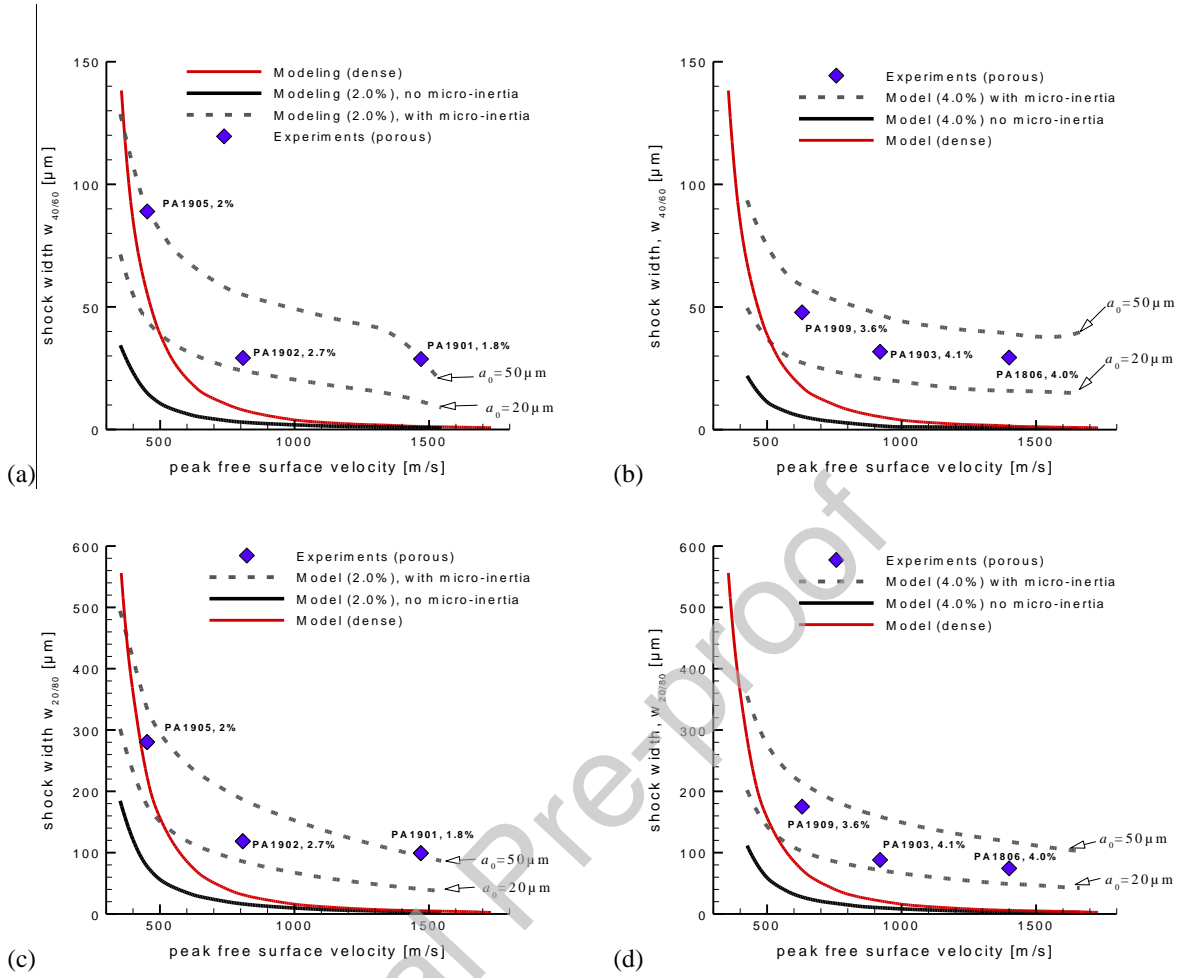 150
100
50
0
500
1000
1500
shock width w 40/60 [µm]
peak free surface velocity [m/s]
Modeling (dense)
Modeling (2.0%), no micro-inertia
Modeling (2.0%), with micro-inertia
Experiments (porous)
PA1905, 2%
PA1902, 2.7%
PA1901, 1.8%
a0=50µm
a0=20µm
(a)
150
100
50
0
500
1000
1500
shock width, w40/60 [µm]
peak free surface velocity [m/s]
Experiments (porous)
Model (4.0%) with micro-inertia
Model (4.0%) no micro-inertia
Model (dense)
PA1909, 3.6%
PA1903, 4.1%
PA1806, 4.0%
a0=50µm
a0=20µm
(b)
600
500
400
300
200
100
0
500
1000
1500
shock width w20/80 [µm]
peak free surface velocity [m/s]
Experiments (porous)
Model (2.0%), with micro-inertia
Model (2.0%), no micro-inertia
Model (dense)
PA1905, 2%
PA1902, 2.7%
PA1901, 1.8%
a0=50µm
a0=20µm
(c)
600
500
400
300
200
100
0
500
1000
1500
shock width, w20/80 [µm]
peak free surface velocity [m/s]
Experiments (porous)
Model (4.0%) with micro-inertia
Model (4.0%) no micro-inertia
Model (dense)
PA1909, 3.6%
PA1903, 4.1%
PA1806, 4.0%
a0=50µm
a0=20µm
(d)
al Pre-proof